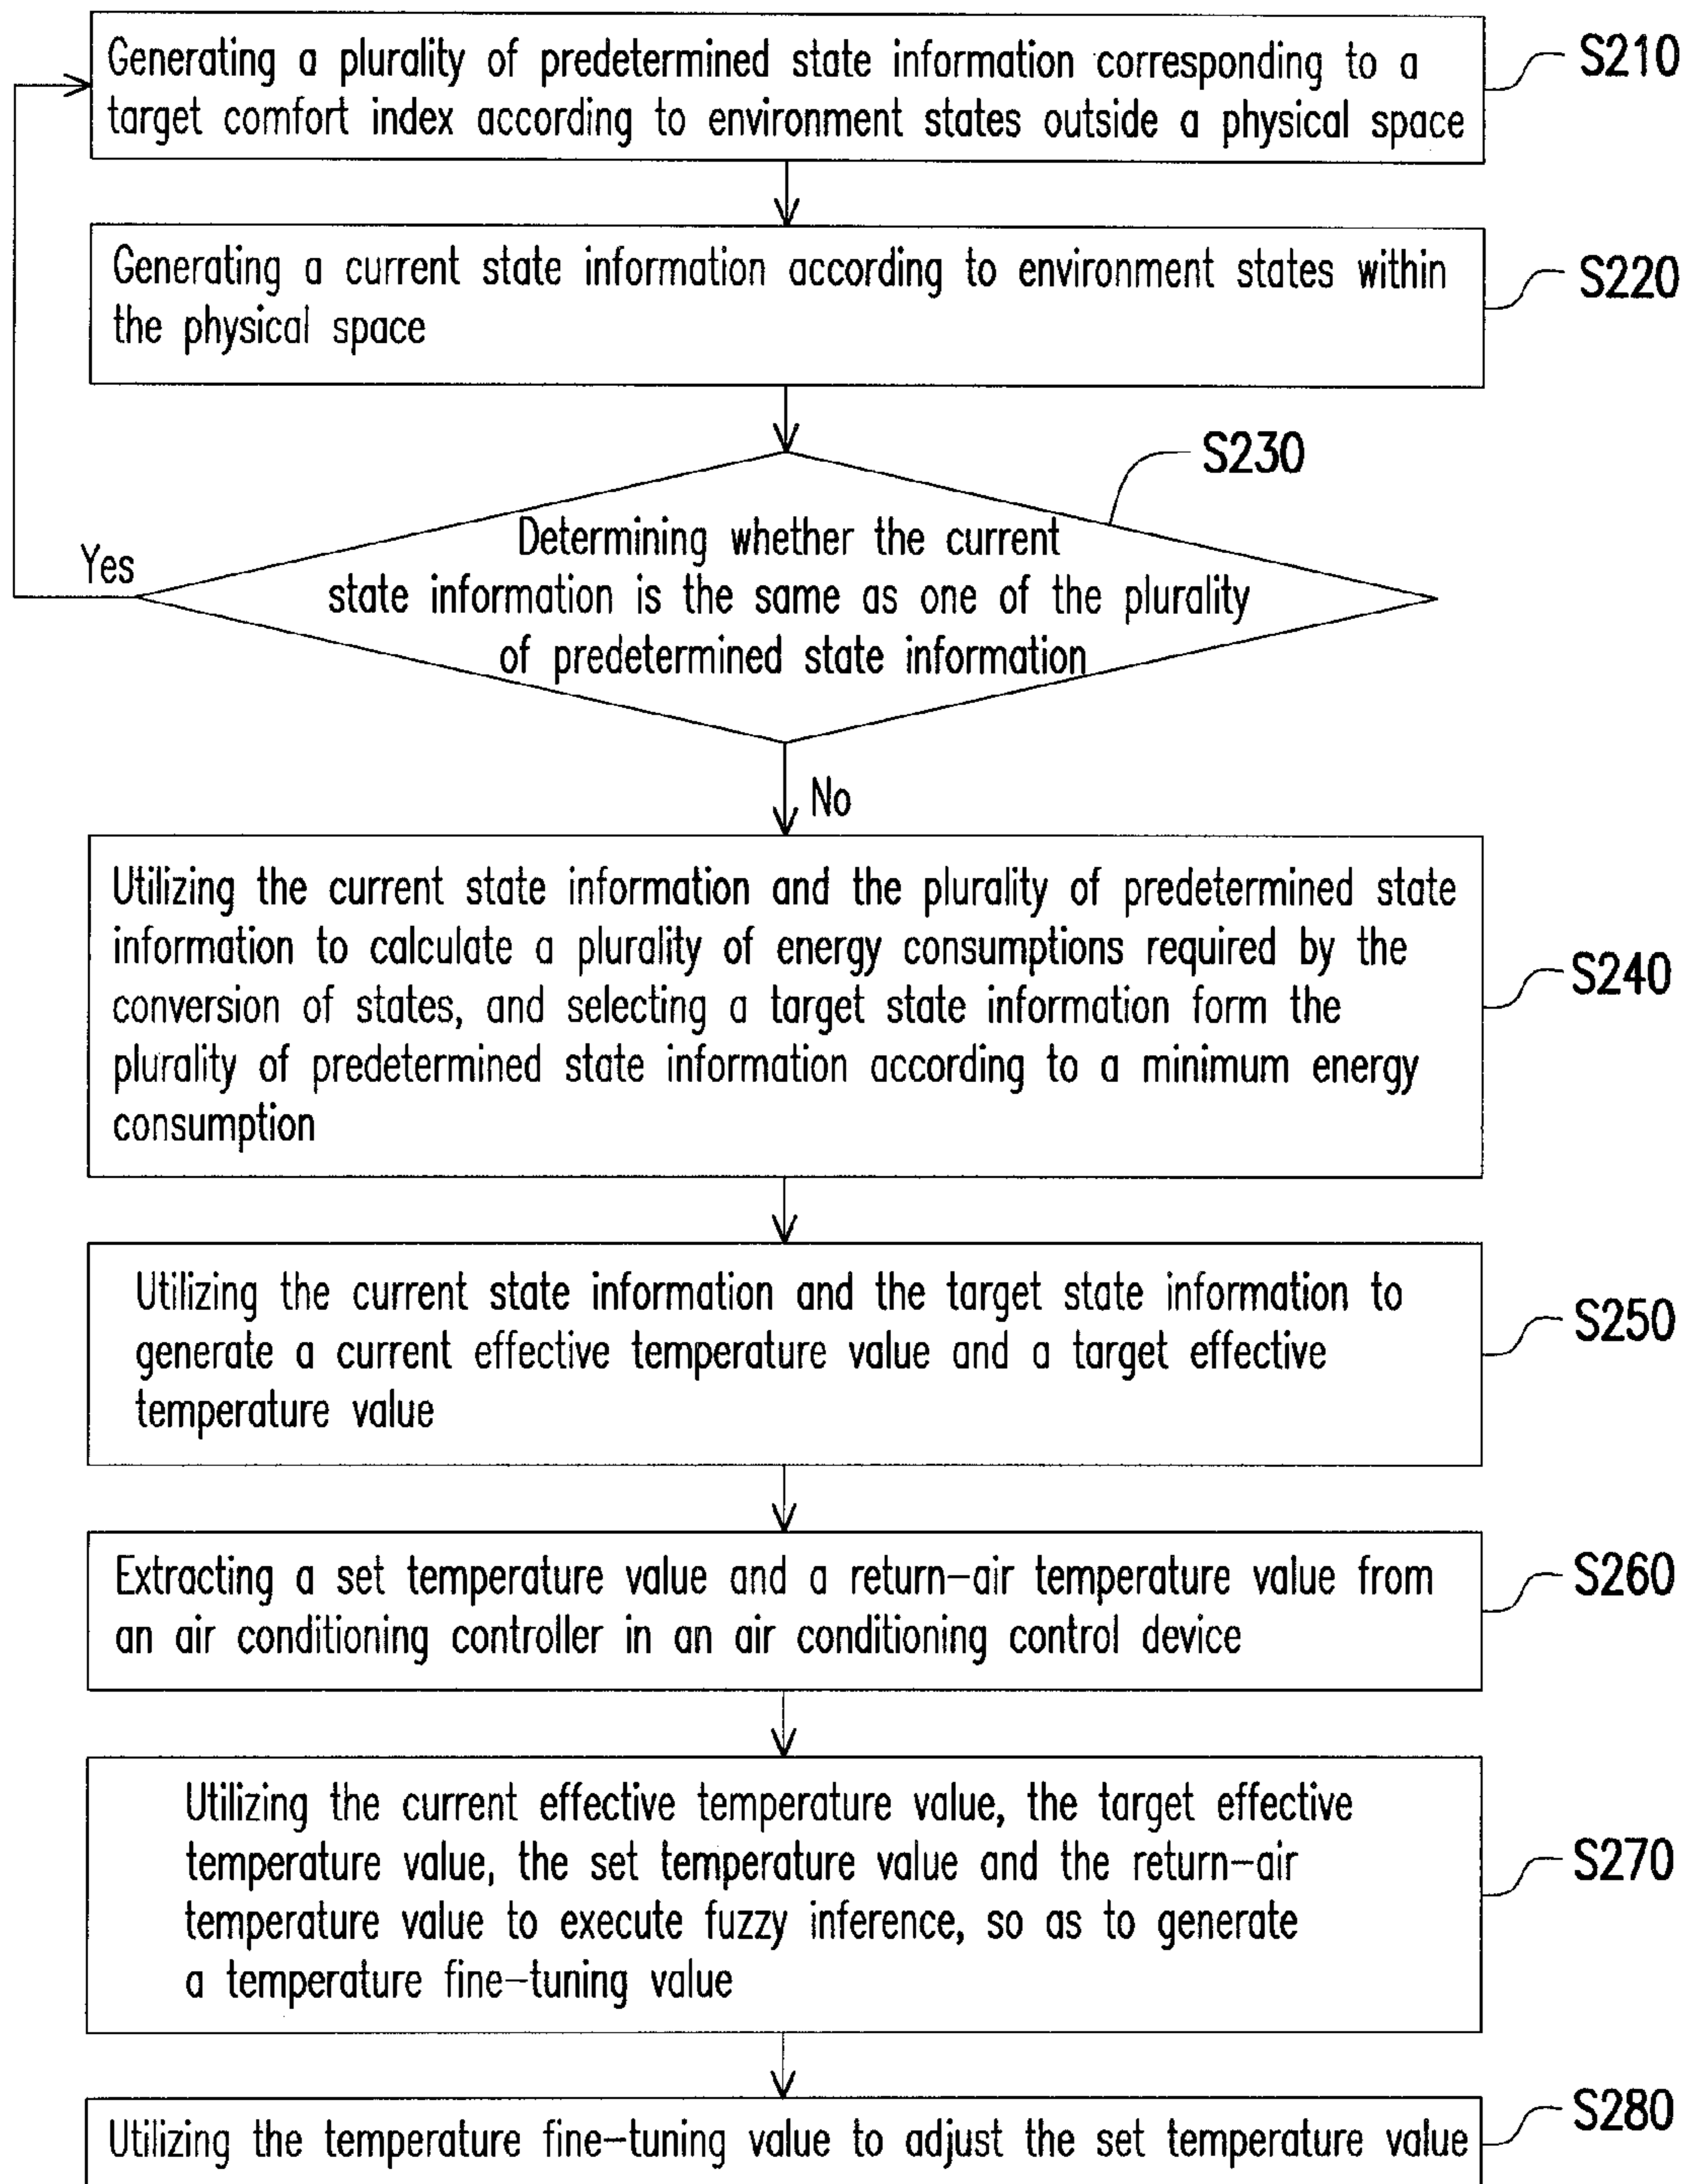 Generating a plurality of predetermined state information corresponding to a
target comfort index according to environment states outside a physical space
S210
Generating a current state information according to environment states within
the physical space
S220
S230
Determining whether the current
state information is the same as one of the plurality
of predetermined state information
Yes
No
Utilizing the current state information and the plurality of predetermined state
information to calculate a plurality of energy consumptions required by the
conversion of states, and selecting a target state information form the
plurality of predetermined state information according to a minimum energy
consumption
S240
Utilizing the current state information and the target state information to
generate a current effective temperature value and a target effective
temperature value
S250
Extracting a set temperature value and a return-air temperature value from
an air conditioning controller in an air conditioning control device
S260
Utilizing the current effective temperature value, the target effective
temperature value, the set temperature value and the return-air
temperature value to execute fuzzy inference, so as to generate
a temperature fine-tuning value
S270
Utilizing the temperature fine-tuning value to adjust the set temperature value
S280